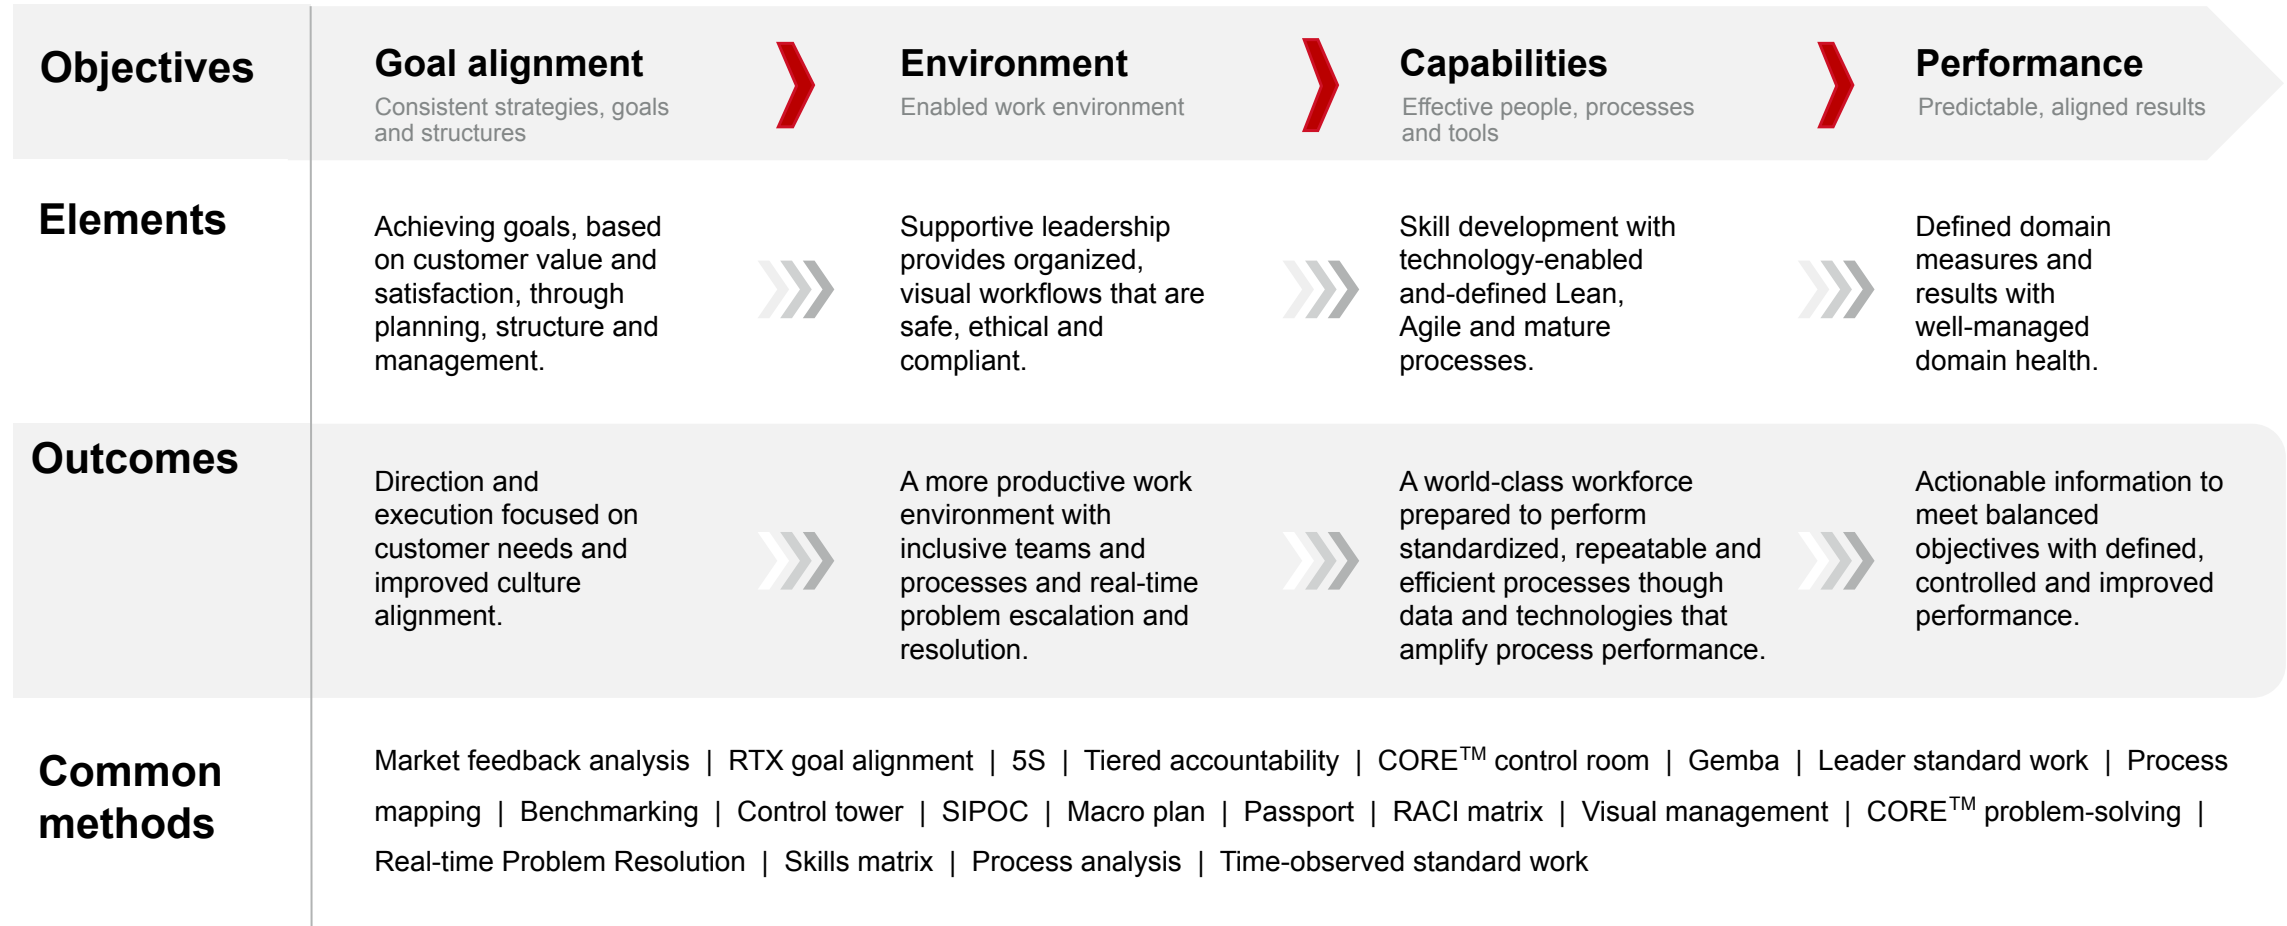 Objectives
Goal alignment
Consistent strategies, goals
and structures
Environment
Enabled work environment
Capabilities
Effective people, processes
and tools
Performance
Predictable, aligned results
Elements
Achieving goals, based
on customer value and
satisfaction, through
planning, structure and
management.
Supportive leadership
provides organized,
visual workflows that are
safe, ethical and
compliant.
Skill development with
technology-enabled
and-defined Lean,
Agile and mature
processes.
Defined domain
measures and
results with
well-managed
domain health.
Outcomes
Direction and
execution focused on
customer needs and
improved culture
alignment.
A more productive work
environment with
inclusive teams and
processes and real-time
problem escalation and
resolution.
A world-class workforce
prepared to perform
standardized, repeatable and
efficient processes though
data and technologies that
amplify process performance.
Actionable information to
meet balanced
objectives with defined,
controlled and improved
performance.
Common
methods
Market feedback analysis | RTX goal alignment | 5S | Tiered accountability | CORE™ control room | Gemba | Leader standard work | Process
mapping | Benchmarking | Control tower | SIPOC | Macro plan | Passport | RACI matrix | Visual management | CORE™ problem-solving |
Real-time Problem Resolution | Skills matrix | Process analysis | Time-observed standard work